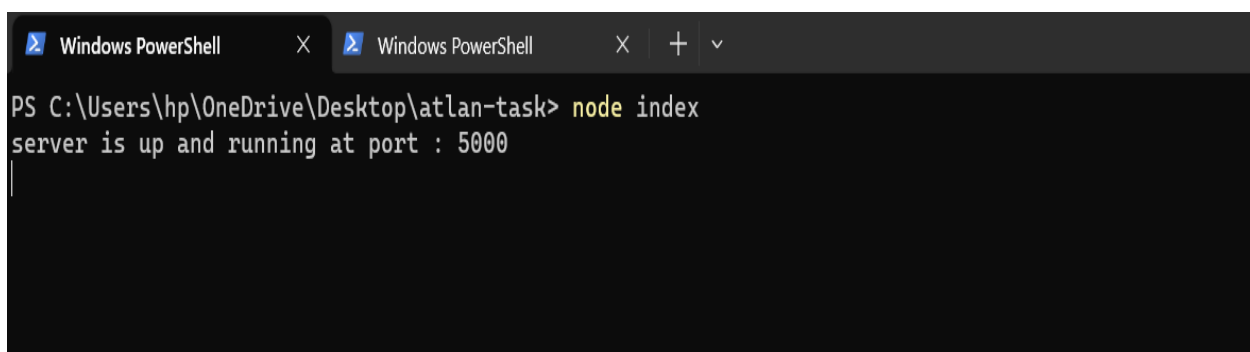 Windows PowerShell Windows PowerShell
PS C:\Users\hp\OneDrive\Desktop\atlan-task> node index
server is up and running at port : 5000